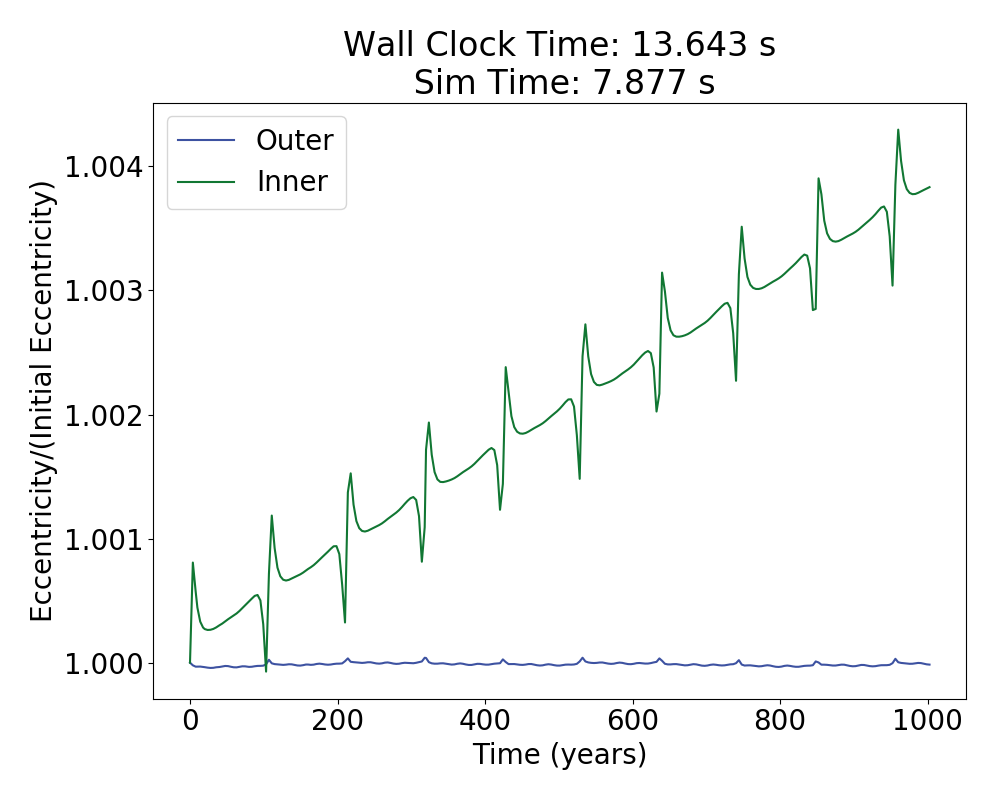 Wall Clock Time: 13.643 s
Sim Time: 7.877 s
Outer
Inner
Eccentricity/(Initial Eccentricity)
1.004
1.003
1.002
1.001
1.000
0
200
400
600
800
1000
Time (years)